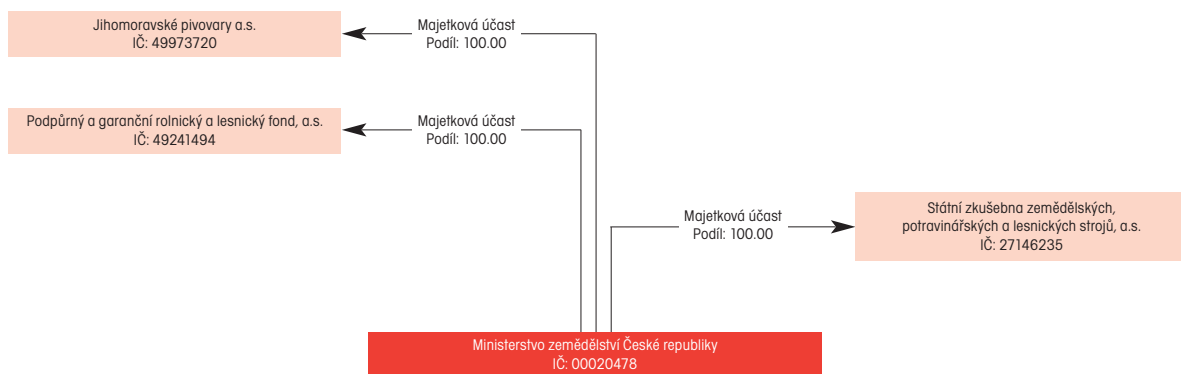 Jihomoravské pivovary a.s.
IČ: 49973720
Majetková účast
Podíl: 100.00
Podpůrný a garanční rolnický a lesnický fond, a.s.
IČ: 49241494
Majetková účast
Podíl: 100.00
Majetková účast
Podíl: 100.00
Státní zkušebna zemědělských,
potravinářských a lesnických strojů, a.s.
IČ: 27146235
Ministerstvo zemědělství České republiky
IČ: 00020478